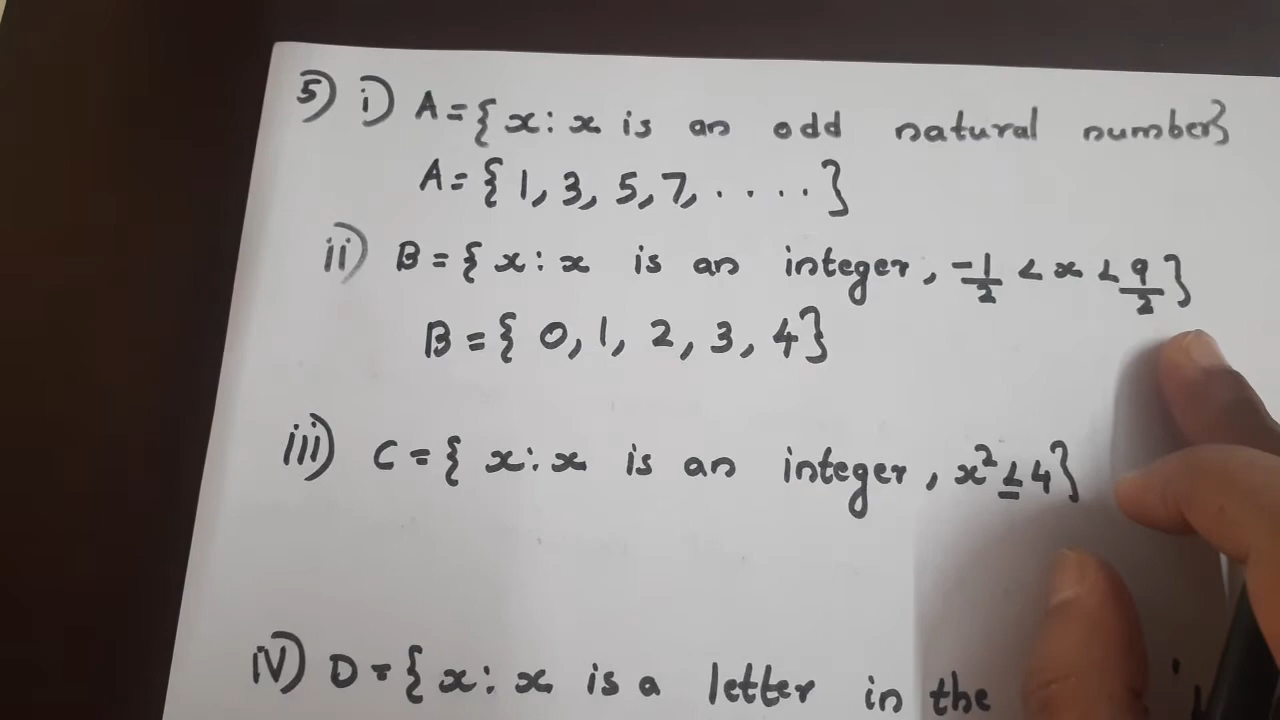 5) i) A = { x : x is an odd natural number}
A = { 1, 3, 5, 7, . . . . }
ii) B = { x : x is an integer, -1/2 < x < 9/2 }
B = { 0, 1, 2, 3, 4}
iii) C = { x : x is an integer, x² ≤ 4 }
iv) D = { x : x is a letter in the